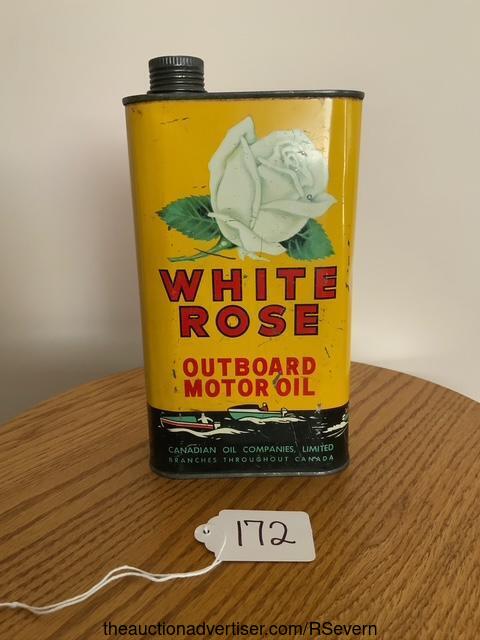 WHITE
ROSE
OUTBOARD
MOTOR OIL
CANADIAN OIL COMPANIES, LIMITED
BRANCHES THROUGHOUT CANADA
172
theauctionadvertiser.com/RSevern